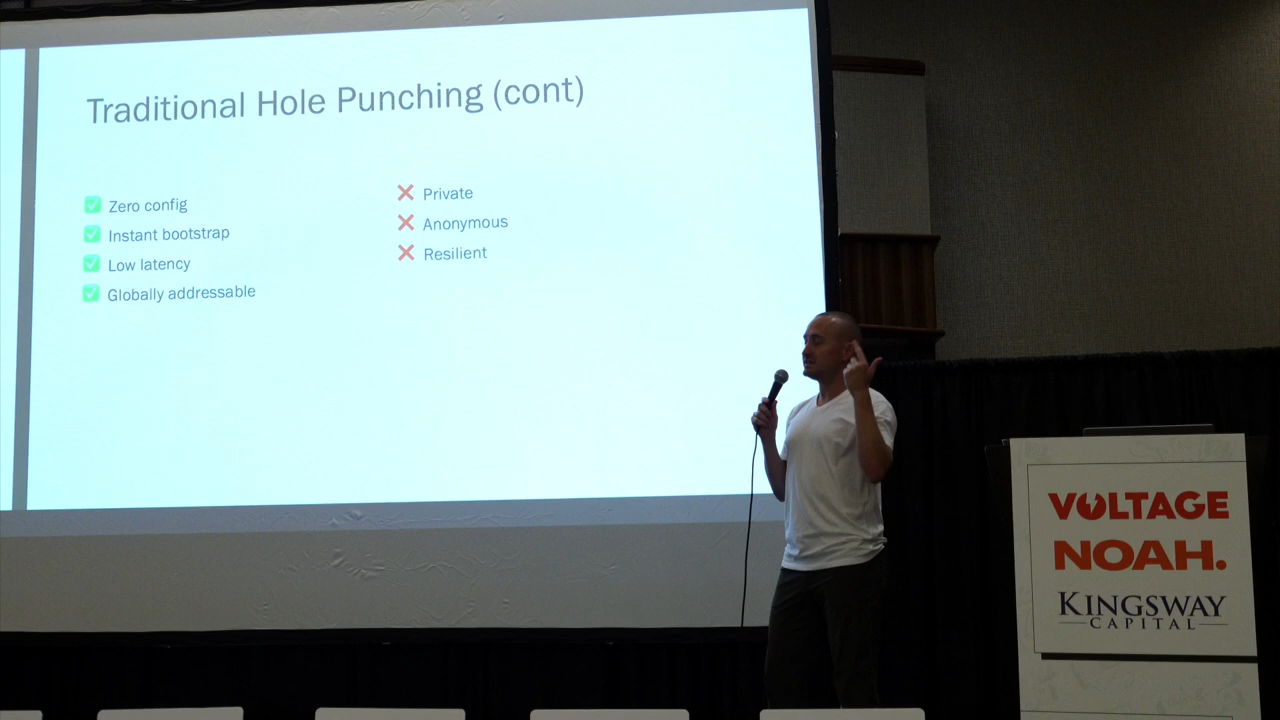 Traditional Hole Punching (cont)
✅ Zero config
✅ Instant bootstrap
✅ Low latency
✅ Globally addressable
❌ Private
❌ Anonymous
❌ Resilient
VOLTAGE
NOAH.
KINGSWAY
CAPITAL